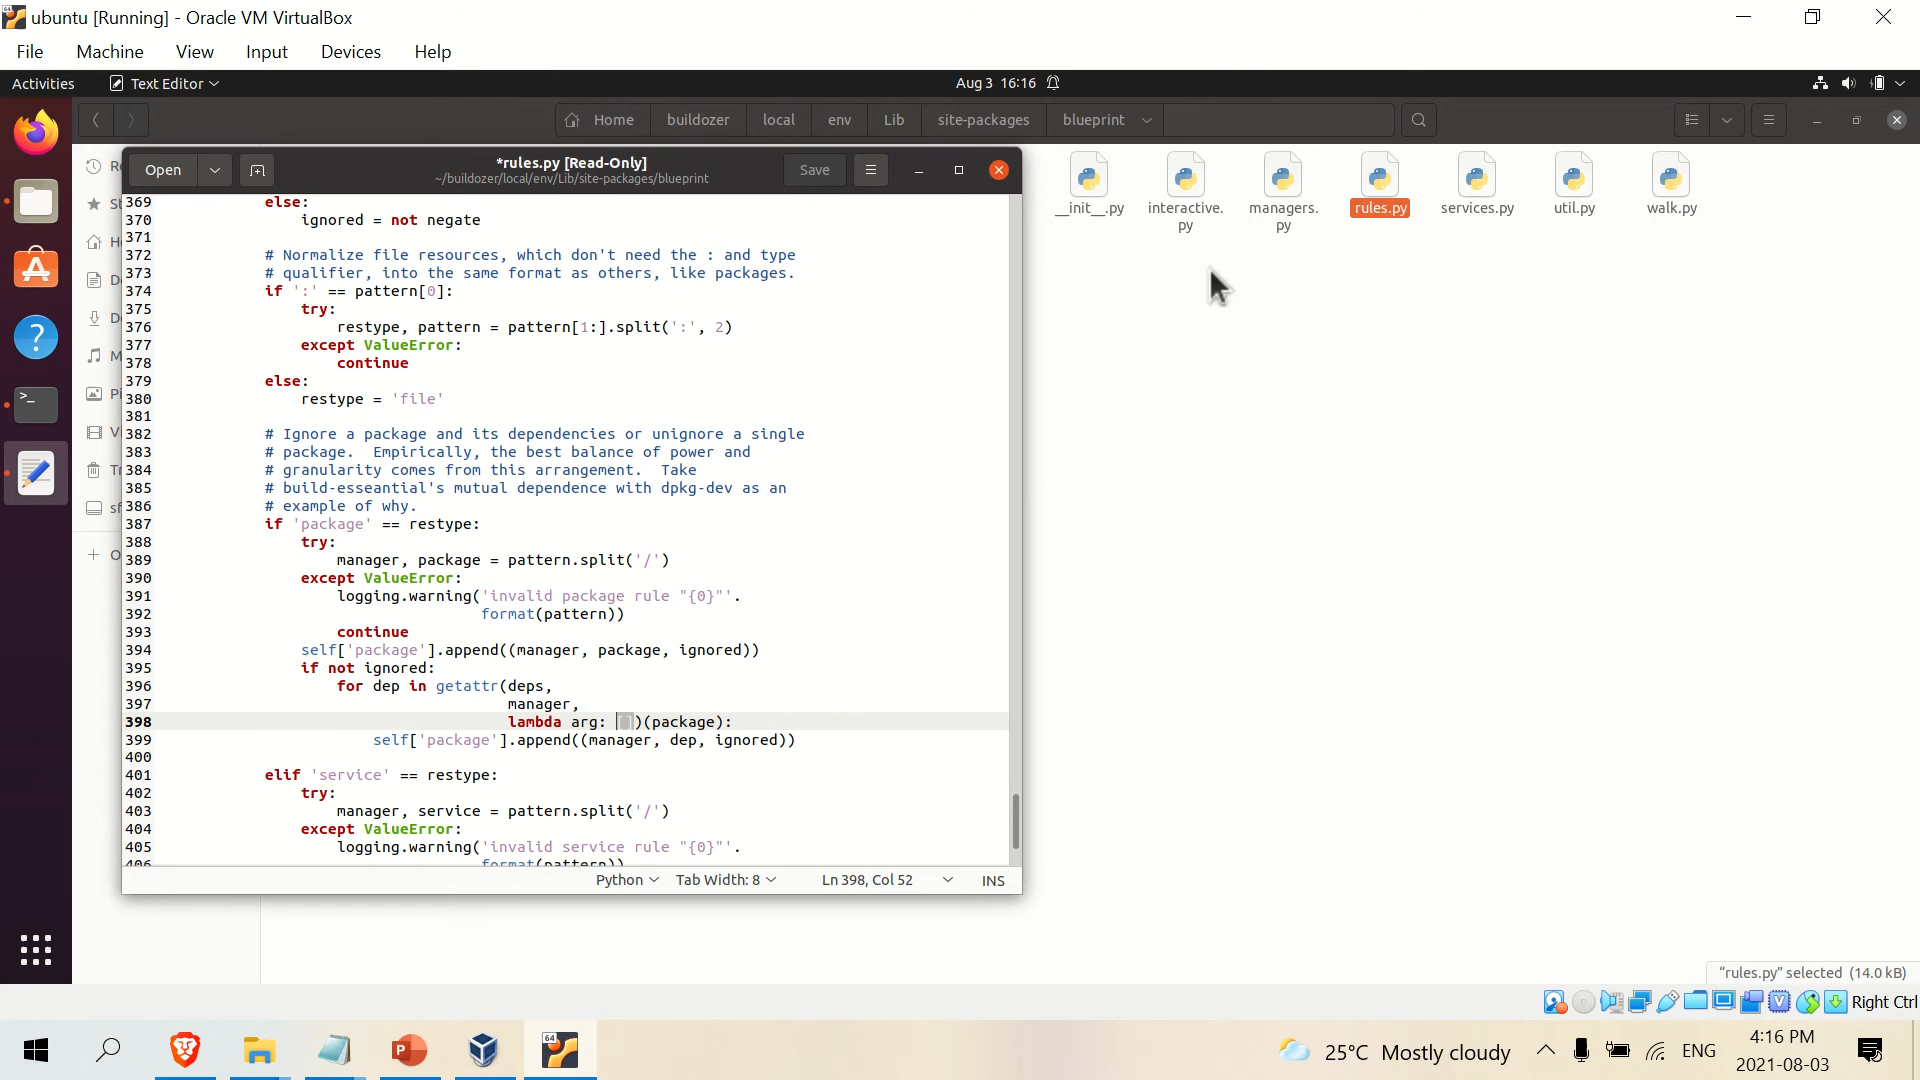 ubuntu [Running] - Oracle VM VirtualBox
File Machine View Input Devices Help
Activities Text Editor Aug 3 16:16
Home buildozer local env Lib site-packages blueprint
Open *rules.py [Read-Only] Save
~/buildozer/local/env/Lib/site-packages/blueprint
__init__.py interactive.py managers.py rules.py services.py util.py walk.py
369 else:
370 ignored = not negate
371
372 # Normalize file resources, which don't need the : and type
373 # qualifier, into the same format as others, like packages.
374 if ':' == pattern[0]:
375 try:
376 restype, pattern = pattern[1:].split(':', 2)
377 except ValueError:
378 continue
379 else:
380 restype = 'file'
381
382 # Ignore a package and its dependencies or unignore a single
383 # package.  Empirically, the best balance of power and
384 # granularity comes from this arrangement.  Take
385 # build-esseantial's mutual dependence with dpkg-dev as an
386 # example of why.
387 if 'package' == restype:
388 try:
389 manager, package = pattern.split('/')
390 except ValueError:
391 logging.warning('invalid package rule "{0}"'.
392 format(pattern))
393 continue
394 self['package'].append((manager, package, ignored))
395 if not ignored:
396 for dep in getattr(deps,
397 manager,
398 lambda arg: [])(package):
399 self['package'].append((manager, dep, ignored))
400
401 elif 'service' == restype:
402 try:
403 manager, service = pattern.split('/')
404 except ValueError:
405 logging.warning('invalid service rule "{0}"'.
406 format(pattern))
Python Tab Width: 8 Ln 398, Col 52 INS
"rules.py" selected (14.0 kB)
Right Ctrl
25°C Mostly cloudy ENG 4:16 PM
2021-08-03